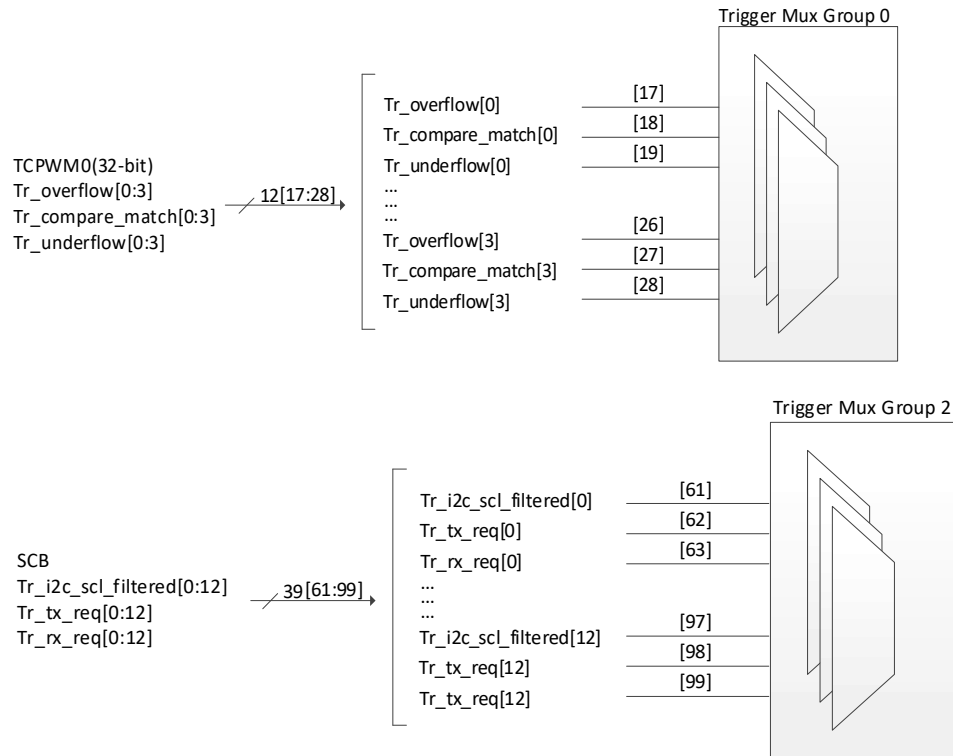 Trigger Mux Group 0
TCPWM0(32-bit)
Tr_overflow[0:3]
Tr_compare_match[0:3]
Tr_underflow[0:3]
12[17:28]
Tr_overflow[0]
[17]
Tr_compare_match[0]
[18]
Tr_underflow[0]
[19]
...
...
...
Tr_overflow[3]
[26]
Tr_compare_match[3]
[27]
Tr_underflow[3]
[28]
Trigger Mux Group 2
SCB
Tr_i2c_scl_filtered[0:12]
Tr_tx_req[0:12]
Tr_rx_req[0:12]
39[61:99]
Tr_i2c_scl_filtered[0]
[61]
Tr_tx_req[0]
[62]
Tr_rx_req[0]
[63]
...
...
...
Tr_i2c_scl_filtered[12]
[97]
Tr_tx_req[12]
[98]
Tr_tx_req[12]
[99]